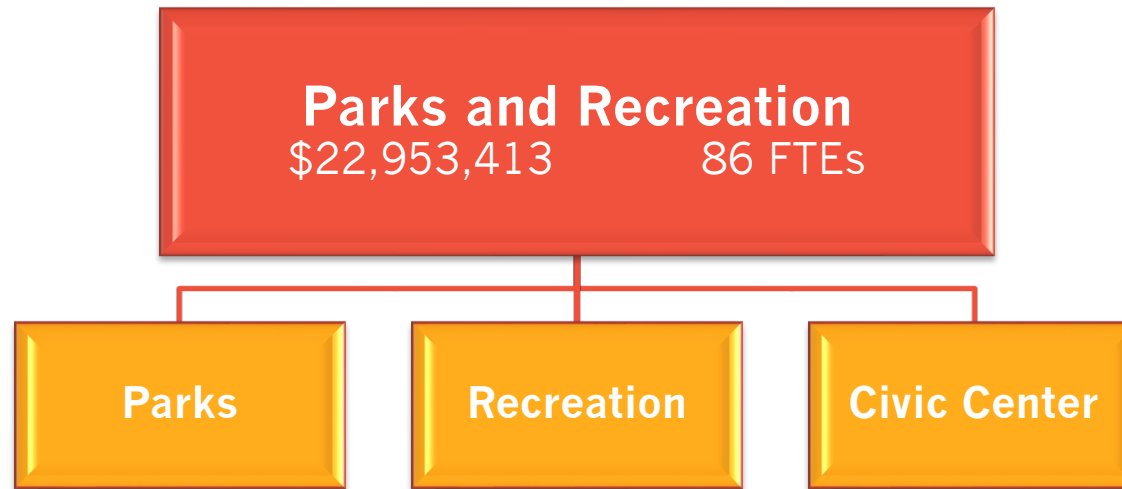 Parks and Recreation
$22,953,413 86 FTEs
Parks
Recreation
Civic Center